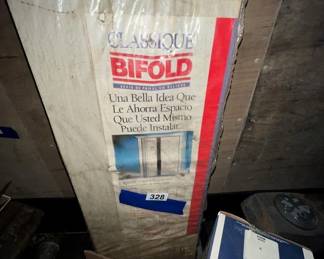 CLASSIQUE
BIFOLD
Una Bella Idea Que
Le Ahorra Espacio
Que Usted Mismo
Puede Instalar
328